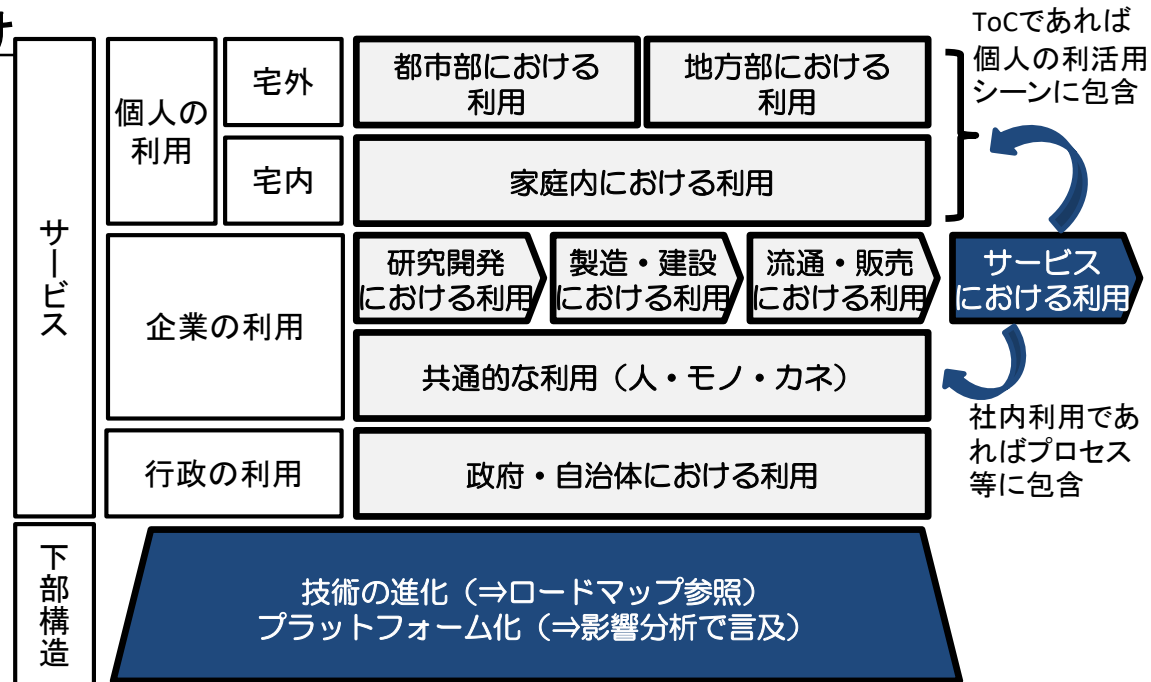 ToCであれば
個人の利活用
シーンに包含
サービス
個人の
利用
宅外
都市部における
利用
地方部における
利用
宅内
家庭内における利用
企業の利用
研究開発
における利用
製造・建設
における利用
流通・販売
における利用
サービス
における利用
共通的な利用（人・モノ・カネ）
社内利用であ
ればプロセス
等に包含
行政の利用
政府・自治体における利用
下部構造
技術の進化（⇒ロードマップ参照）
プラットフォーム化（⇒影響分析で言及）